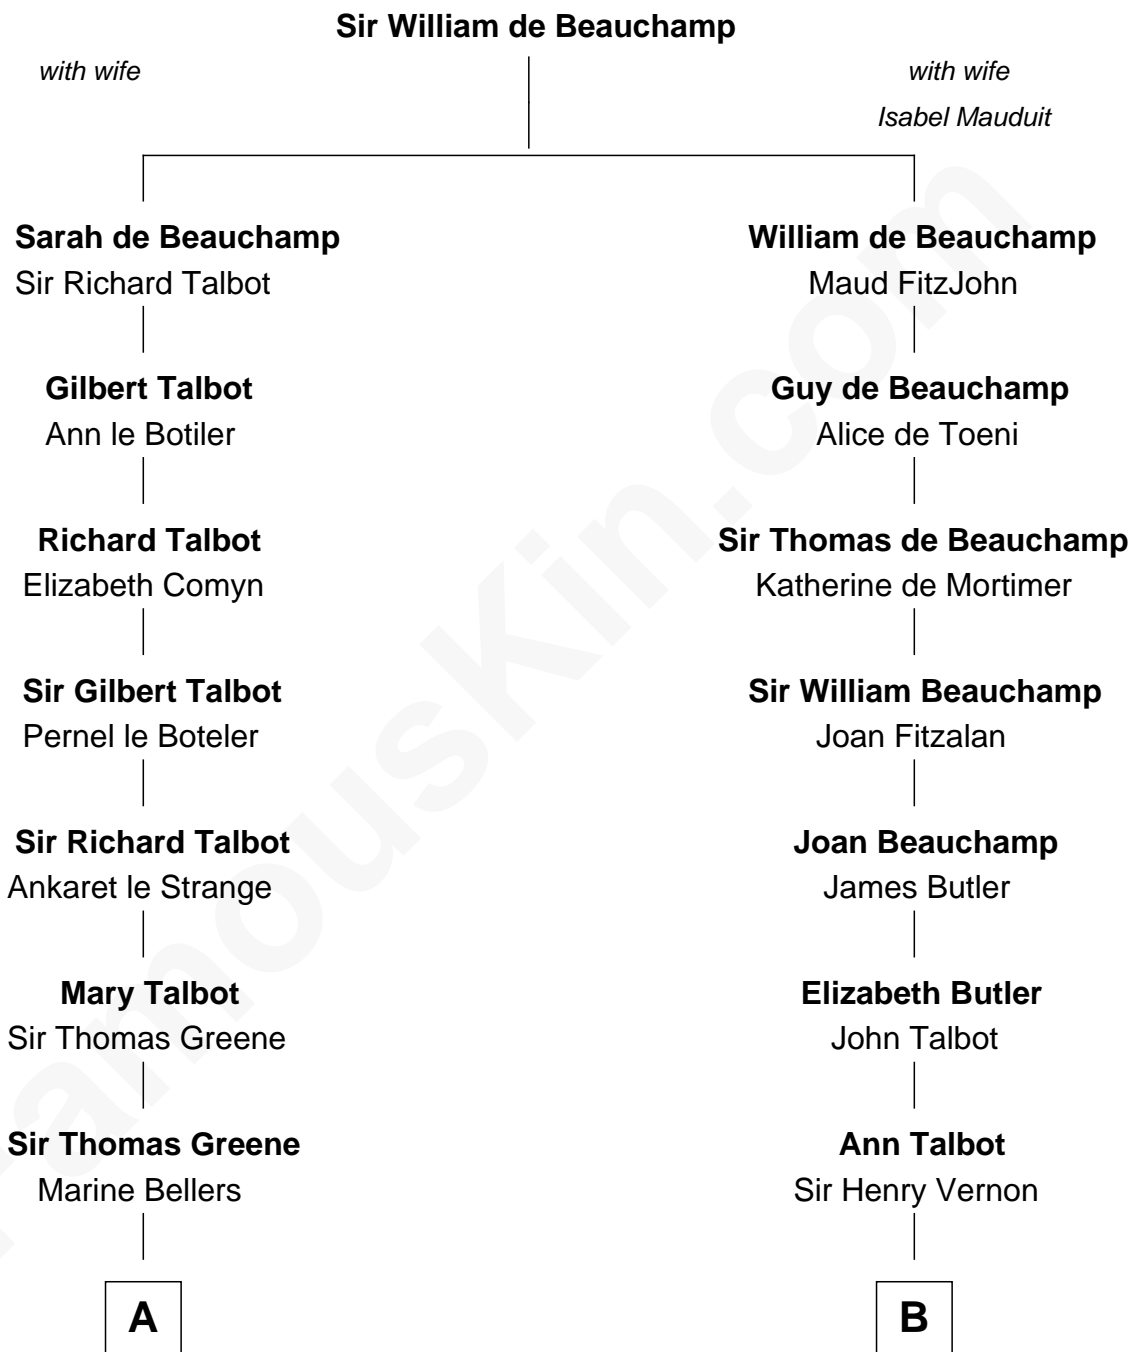 Sir William de Beauchamp
with wife
with wife
Isabel Mauduit
Sarah de Beauchamp
Sir Richard Talbot
William de Beauchamp
Maud FitzJohn
Gilbert Talbot
Ann le Botiler
Guy de Beauchamp
Alice de Toeni
Richard Talbot
Elizabeth Comyn
Sir Thomas de Beauchamp
Katherine de Mortimer
Sir Gilbert Talbot
Pernel le Boteler
Sir William Beauchamp
Joan Fitzalan
Sir Richard Talbot
Ankaret le Strange
Joan Beauchamp
James Butler
Mary Talbot
Sir Thomas Greene
Elizabeth Butler
John Talbot
Sir Thomas Greene
Marine Bellers
Ann Talbot
Sir Henry Vernon
A
B
FamousKin.com